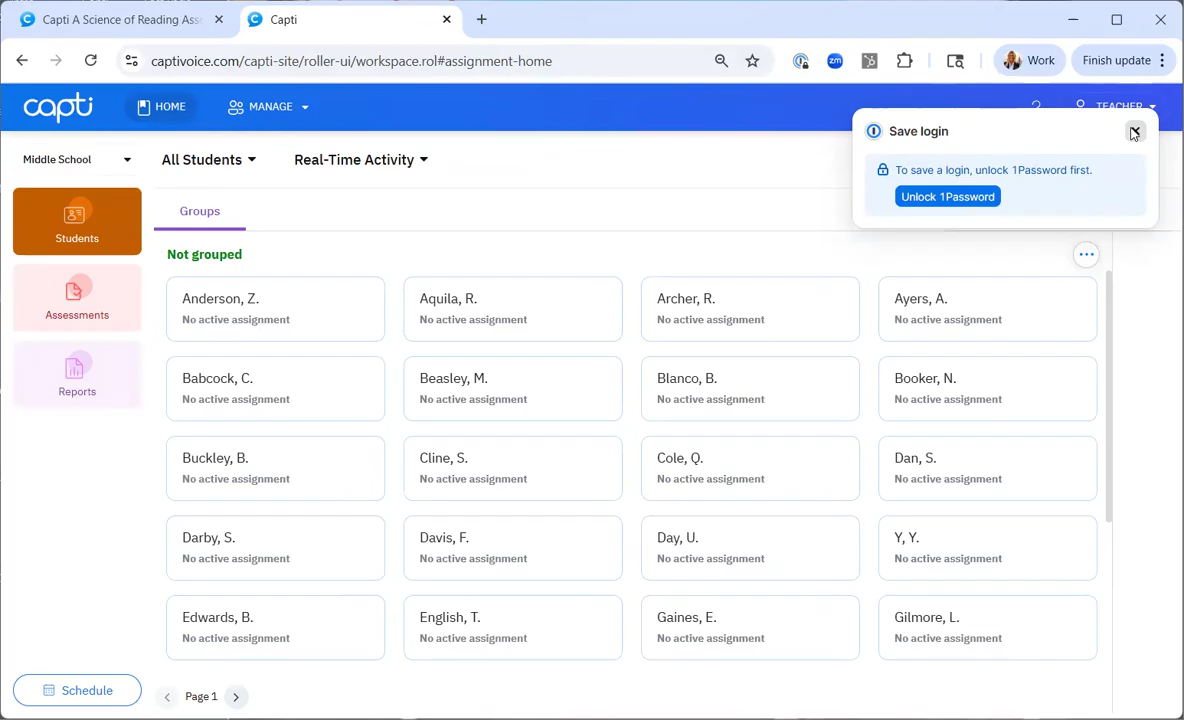 Capti A Science of Reading Ass
Capti
captivoice.com/capti-site/roller-ui/workspace.rol#assignment-home
zm
Work
Finish update
capti
HOME
MANAGE
?
TEACHER
Save login
To save a login, unlock 1Password first.
Unlock 1Password
Middle School
All Students
Real-Time Activity
Students
Assessments
Reports
Schedule
Groups
Not grouped
Anderson, Z.
No active assignment
Aquila, R.
No active assignment
Archer, R.
No active assignment
Ayers, A.
No active assignment
Babcock, C.
No active assignment
Beasley, M.
No active assignment
Blanco, B.
No active assignment
Booker, N.
No active assignment
Buckley, B.
No active assignment
Cline, S.
No active assignment
Cole, Q.
No active assignment
Dan, S.
No active assignment
Darby, S.
No active assignment
Davis, F.
No active assignment
Day, U.
No active assignment
Y, Y.
No active assignment
Edwards, B.
No active assignment
English, T.
No active assignment
Gaines, E.
No active assignment
Gilmore, L.
No active assignment
Page 1